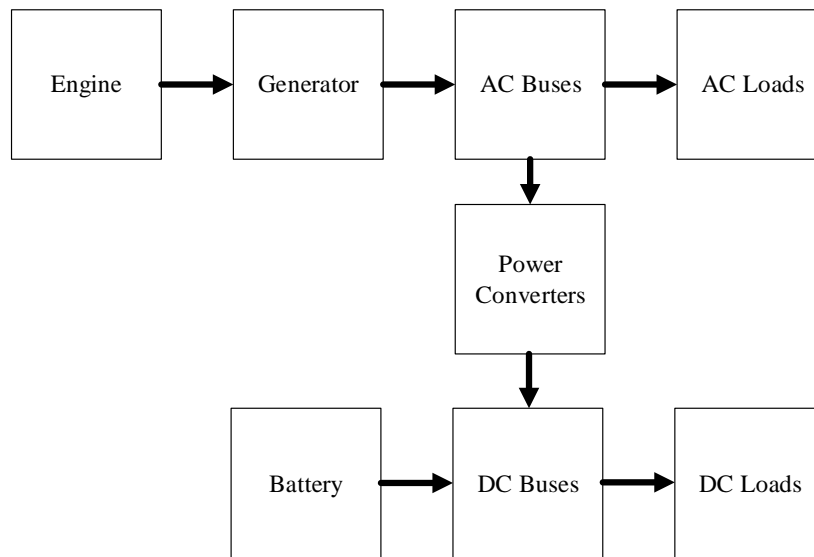 Engine
Generator
AC Buses
AC Loads
Power
Converters
Battery
DC Buses
DC Loads